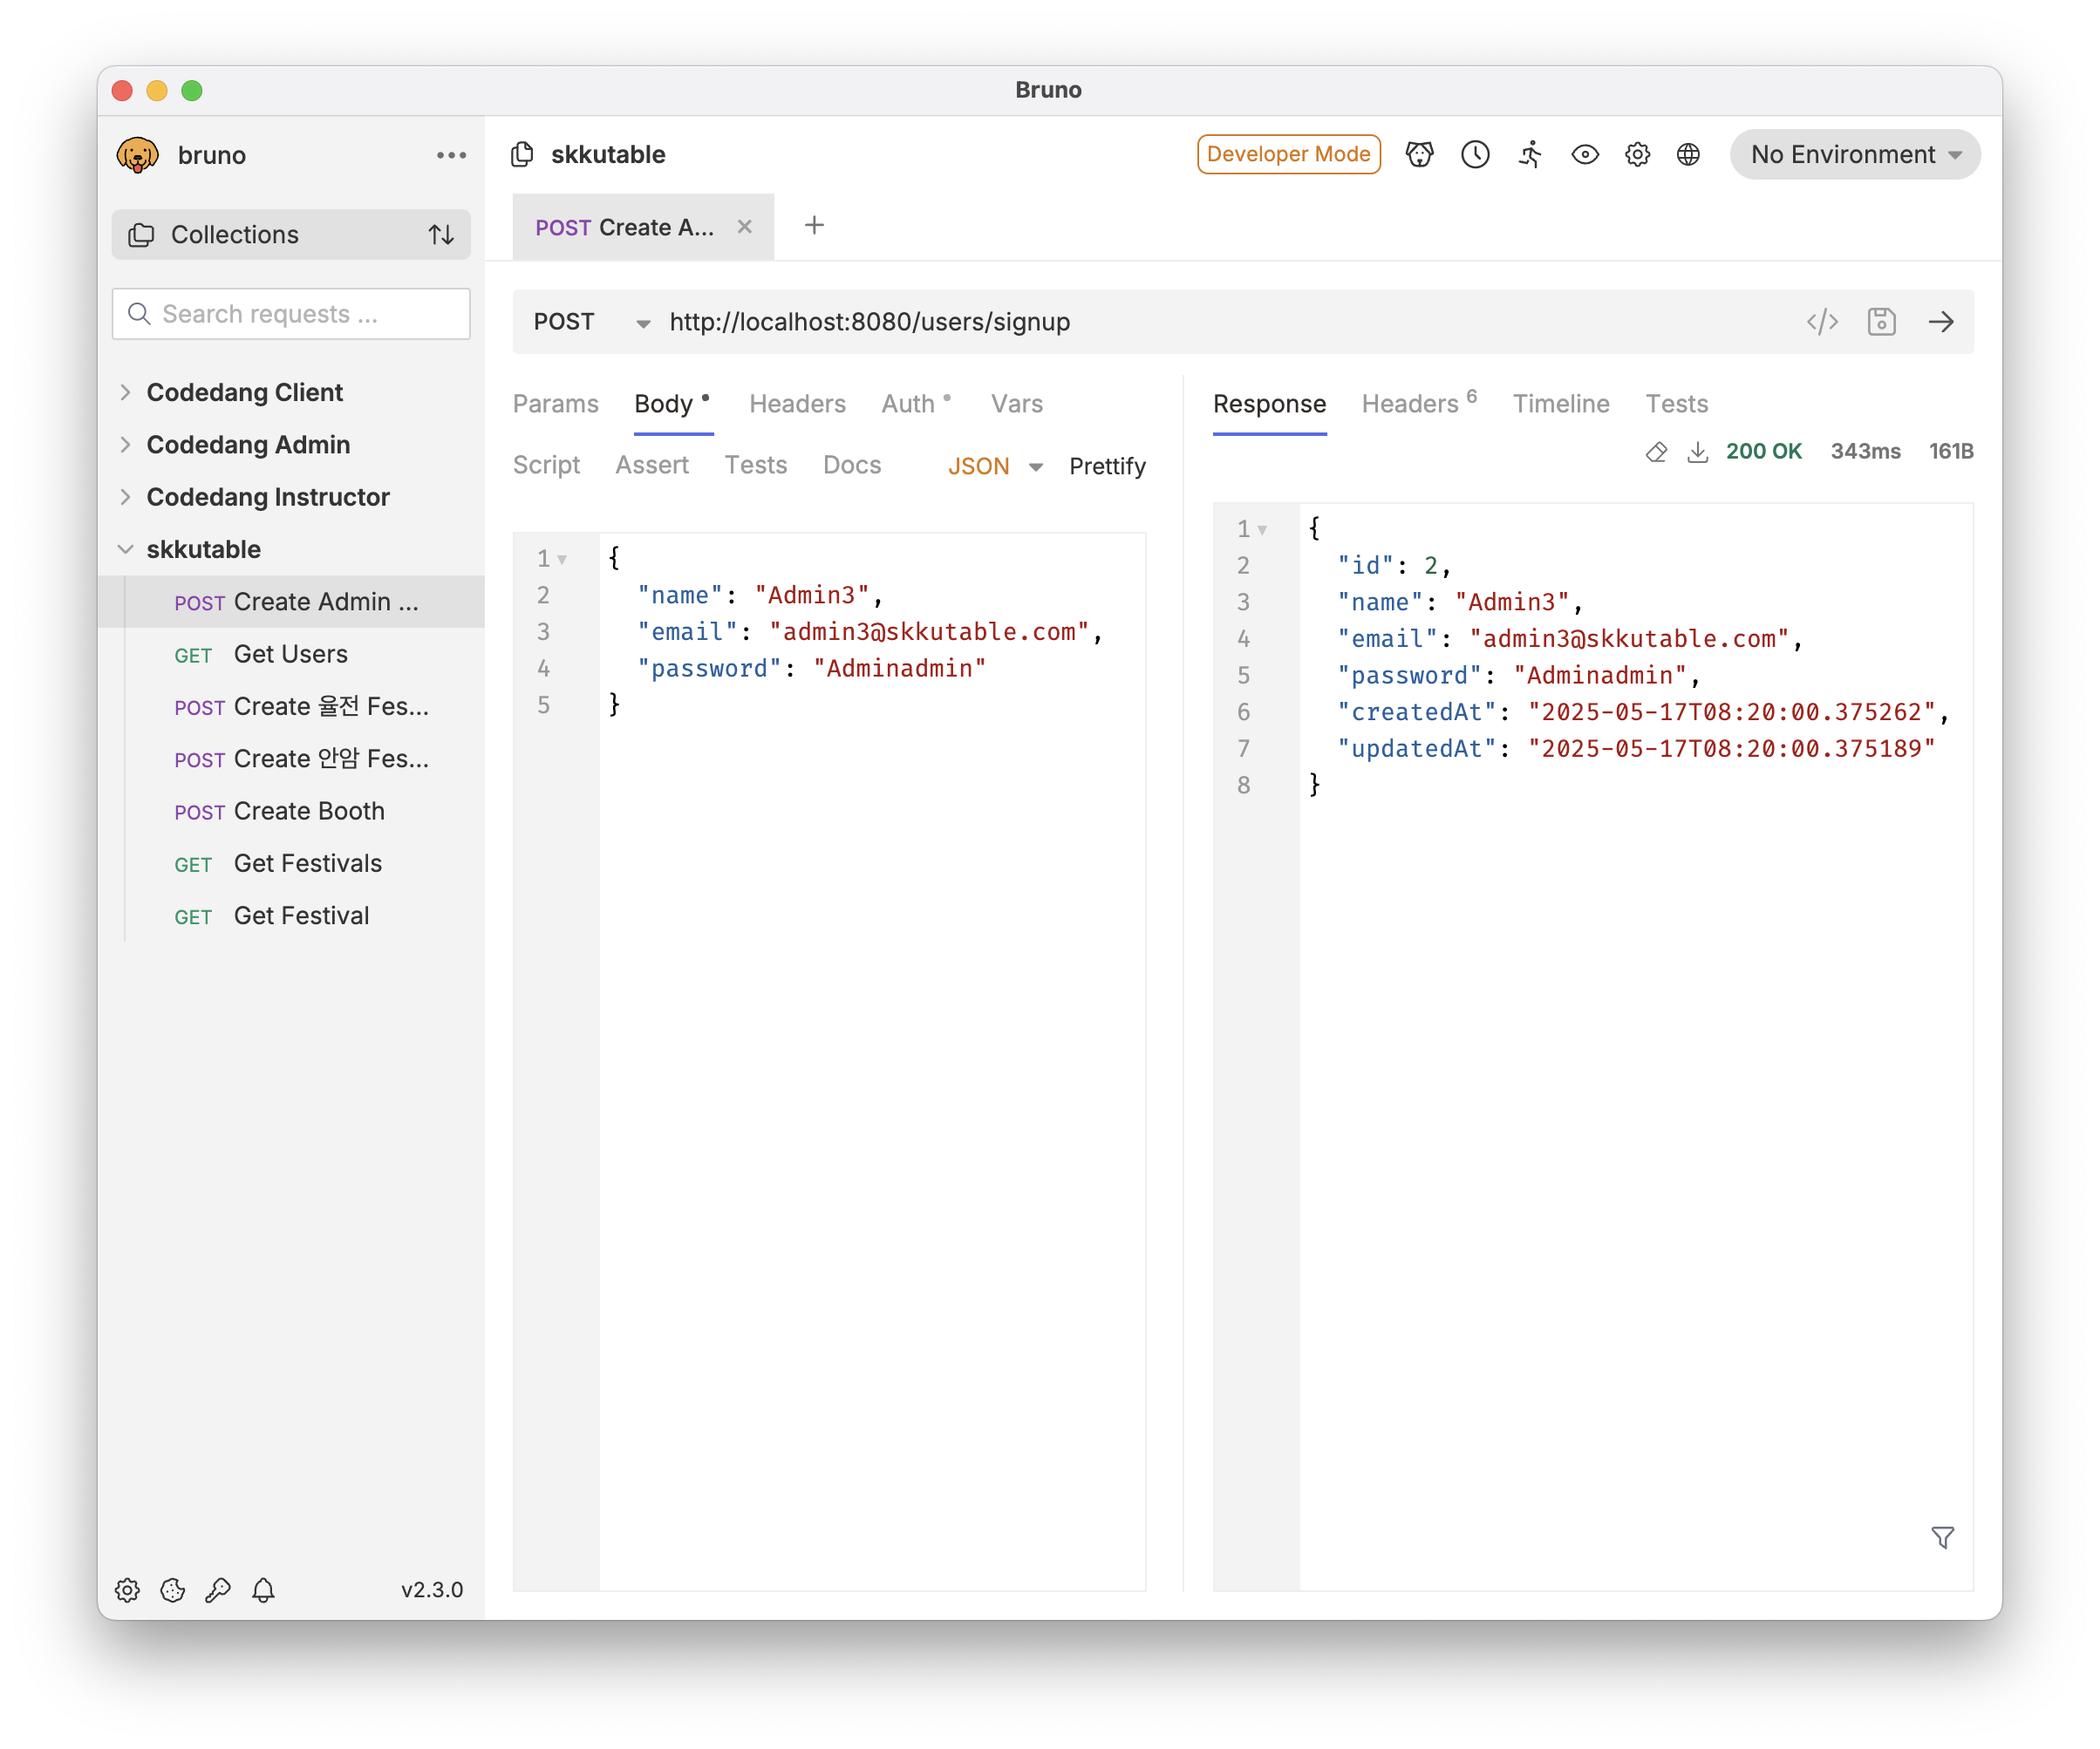 Bruno
bruno
Collections
Search requests ...
Codedang Client
Codedang Admin
Codedang Instructor
skkutable
POST Create Admin ...
GET Get Users
POST Create 율전 Fes...
POST Create 안암 Fes...
POST Create Booth
GET Get Festivals
GET Get Festival
v2.3.0
skkutable
Developer Mode
No Environment
POST Create A...
POST http://localhost:8080/users/signup
Params Body Headers Auth Vars
Script Assert Tests Docs JSON Prettify
1 {
2 "name": "Admin3",
3 "email": "admin3@skkutable.com",
4 "password": "Adminadmin"
5 }
Response Headers 6 Timeline Tests
200 OK 343ms 161B
1 {
2 "id": 2,
3 "name": "Admin3",
4 "email": "admin3@skkutable.com",
5 "password": "Adminadmin",
6 "createdAt": "2025-05-17T08:20:00.375262",
7 "updatedAt": "2025-05-17T08:20:00.375189"
8 }